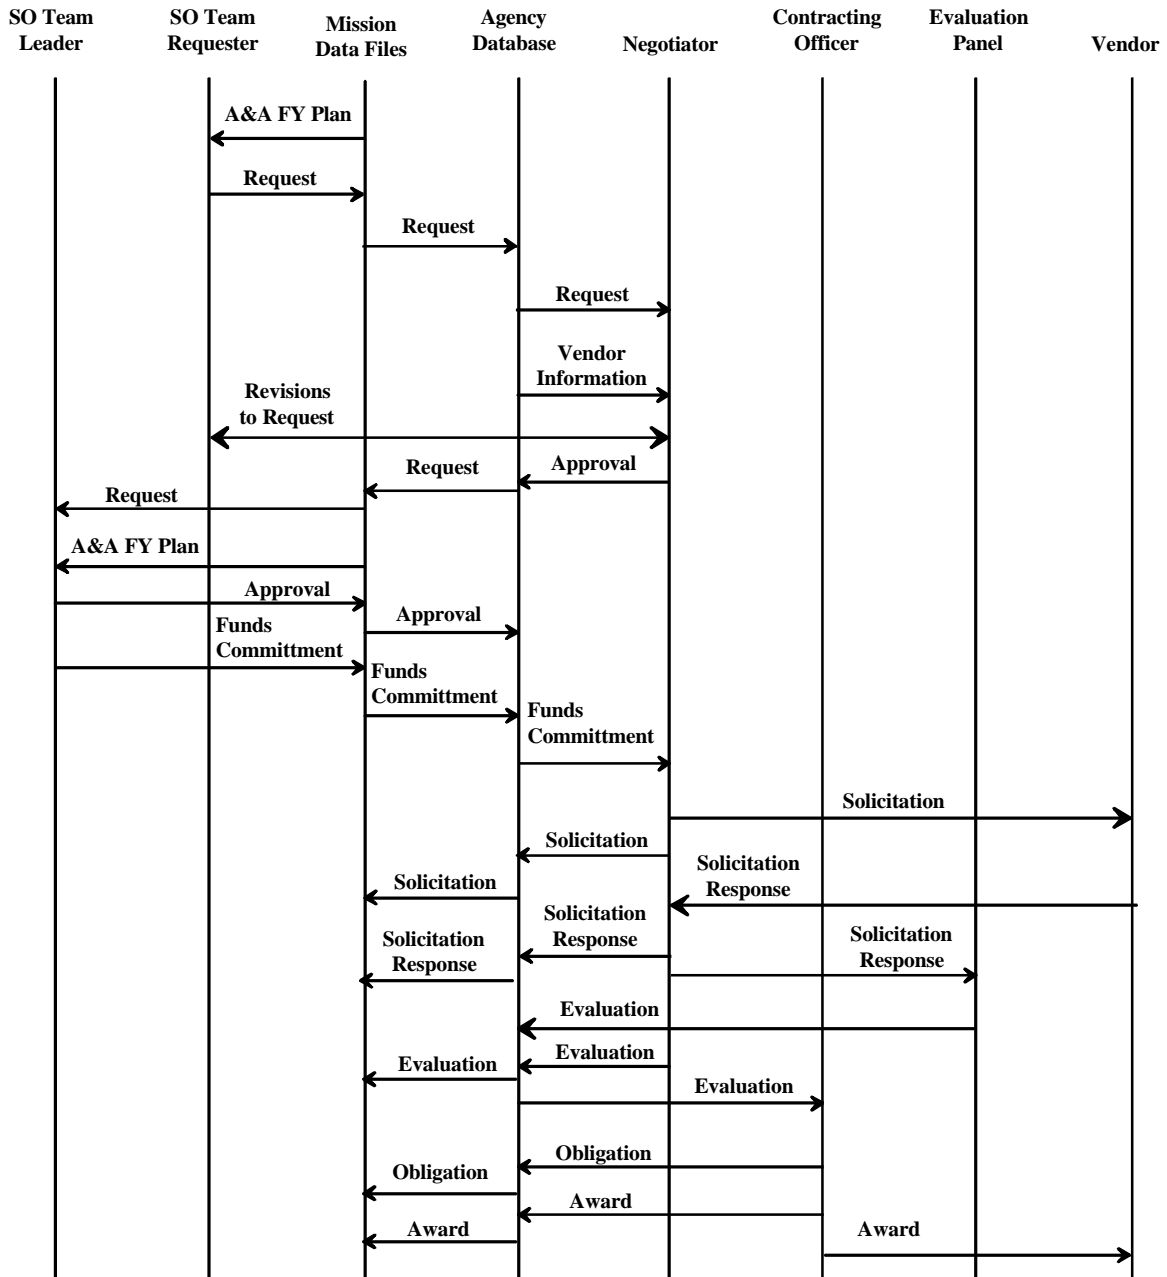 SO Team
Leader
SO Team
Requester
Mission
Data Files
Agency
Database
Negotiator
Contracting
Officer
Evaluation
Panel
Vendor
A&A FY Plan
Request
Request
Request
Vendor
Information
Revisions
to Request
Approval
Request
Request
A&A FY Plan
Approval
Approval
Funds
Committment
Funds
Committment
Funds
Committment
Solicitation
Solicitation
Solicitation
Response
Solicitation
Solicitation
Response
Solicitation
Response
Solicitation
Response
Evaluation
Evaluation
Evaluation
Evaluation
Obligation
Obligation
Award
Award
Award